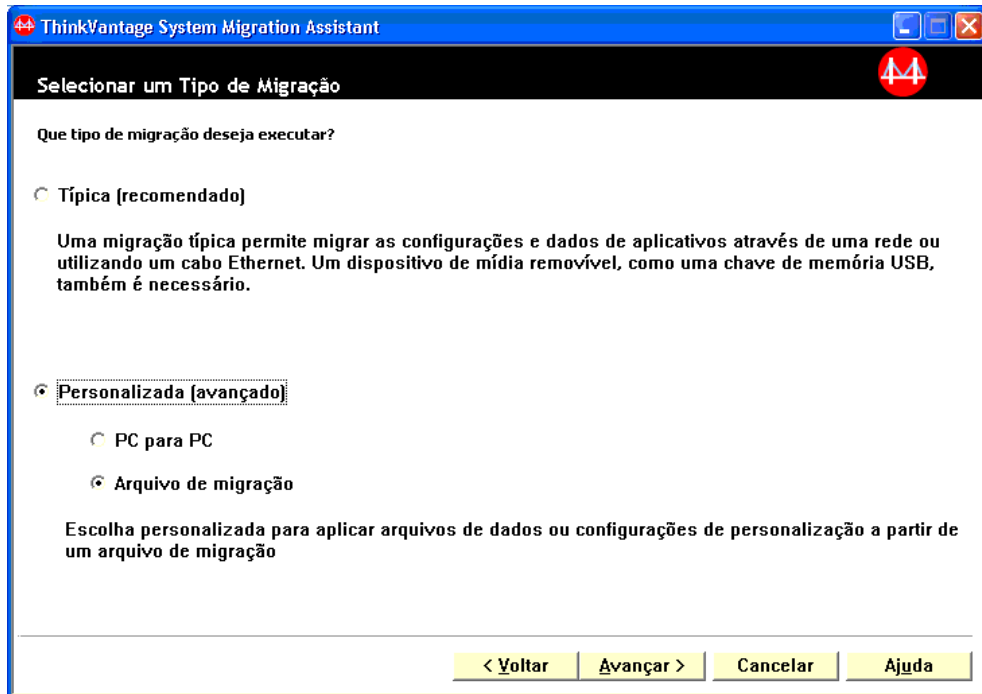 ThinkVantage System Migration Assistant
Selecionar um Tipo de Migração
Que tipo de migração deseja executar?
Típica (recomendado)
Uma migração típica permite migrar as configurações e dados de aplicativos através de uma rede ou
utilizando um cabo Ethernet. Um dispositivo de mídia removível, como uma chave de memória USB,
também é necessário.
Personalizada (avançado)
PC para PC
Arquivo de migração
Escolha personalizada para aplicar arquivos de dados ou configurações de personalização a partir de
um arquivo de migração
< Voltar Avançar > Cancelar Ajuda